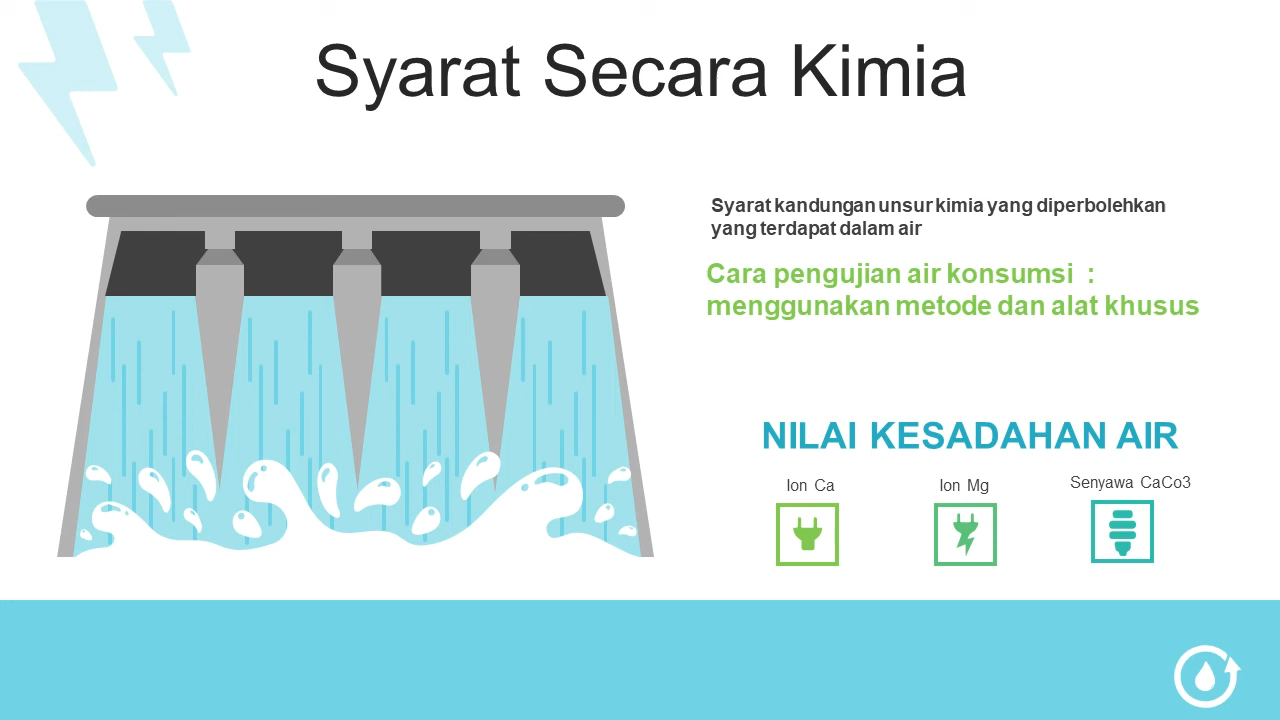 Syarat Secara Kimia
Syarat kandungan unsur kimia yang diperbolehkan
yang terdapat dalam air
Cara pengujian air konsumsi :
menggunakan metode dan alat khusus
NILAI KESADAHAN AIR
Ion Ca
Ion Mg
Senyawa CaCo3